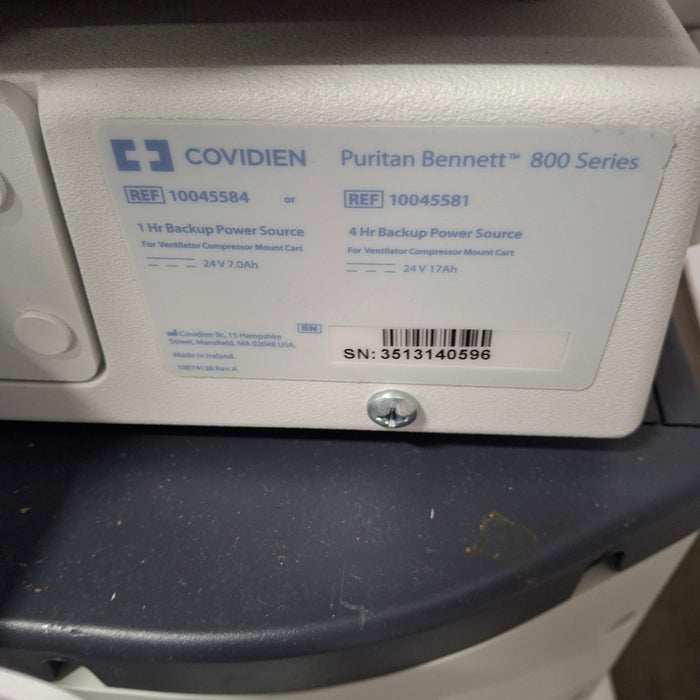 COVIDIEN Puritan Bennett™ 800 Series
REF 10045584 or REF 10045581
1 Hr Backup Power Source
For Ventilator Compressor Mount Cart
24 V 7.0Ah
4 Hr Backup Power Source
For Ventilator Compressor Mount Cart
24 V 17Ah
Covidien llc, 15 Hampshire
Street, Mansfield, MA 02048 USA.
Made in Ireland.
10074138 Rev A
SN
SN: 3513140596